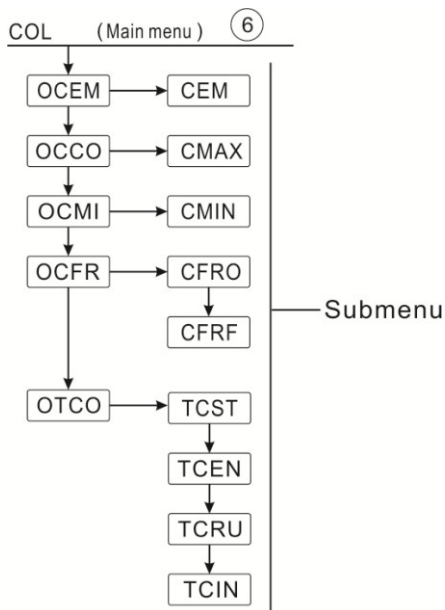 COL (Main menu) ⑥
OCEM CEM
OCCO CMAX
OCMI CMIN
OCFR CFRO
CFRF
Submenu
OTCO TCST
TCEN
TCRU
TCIN